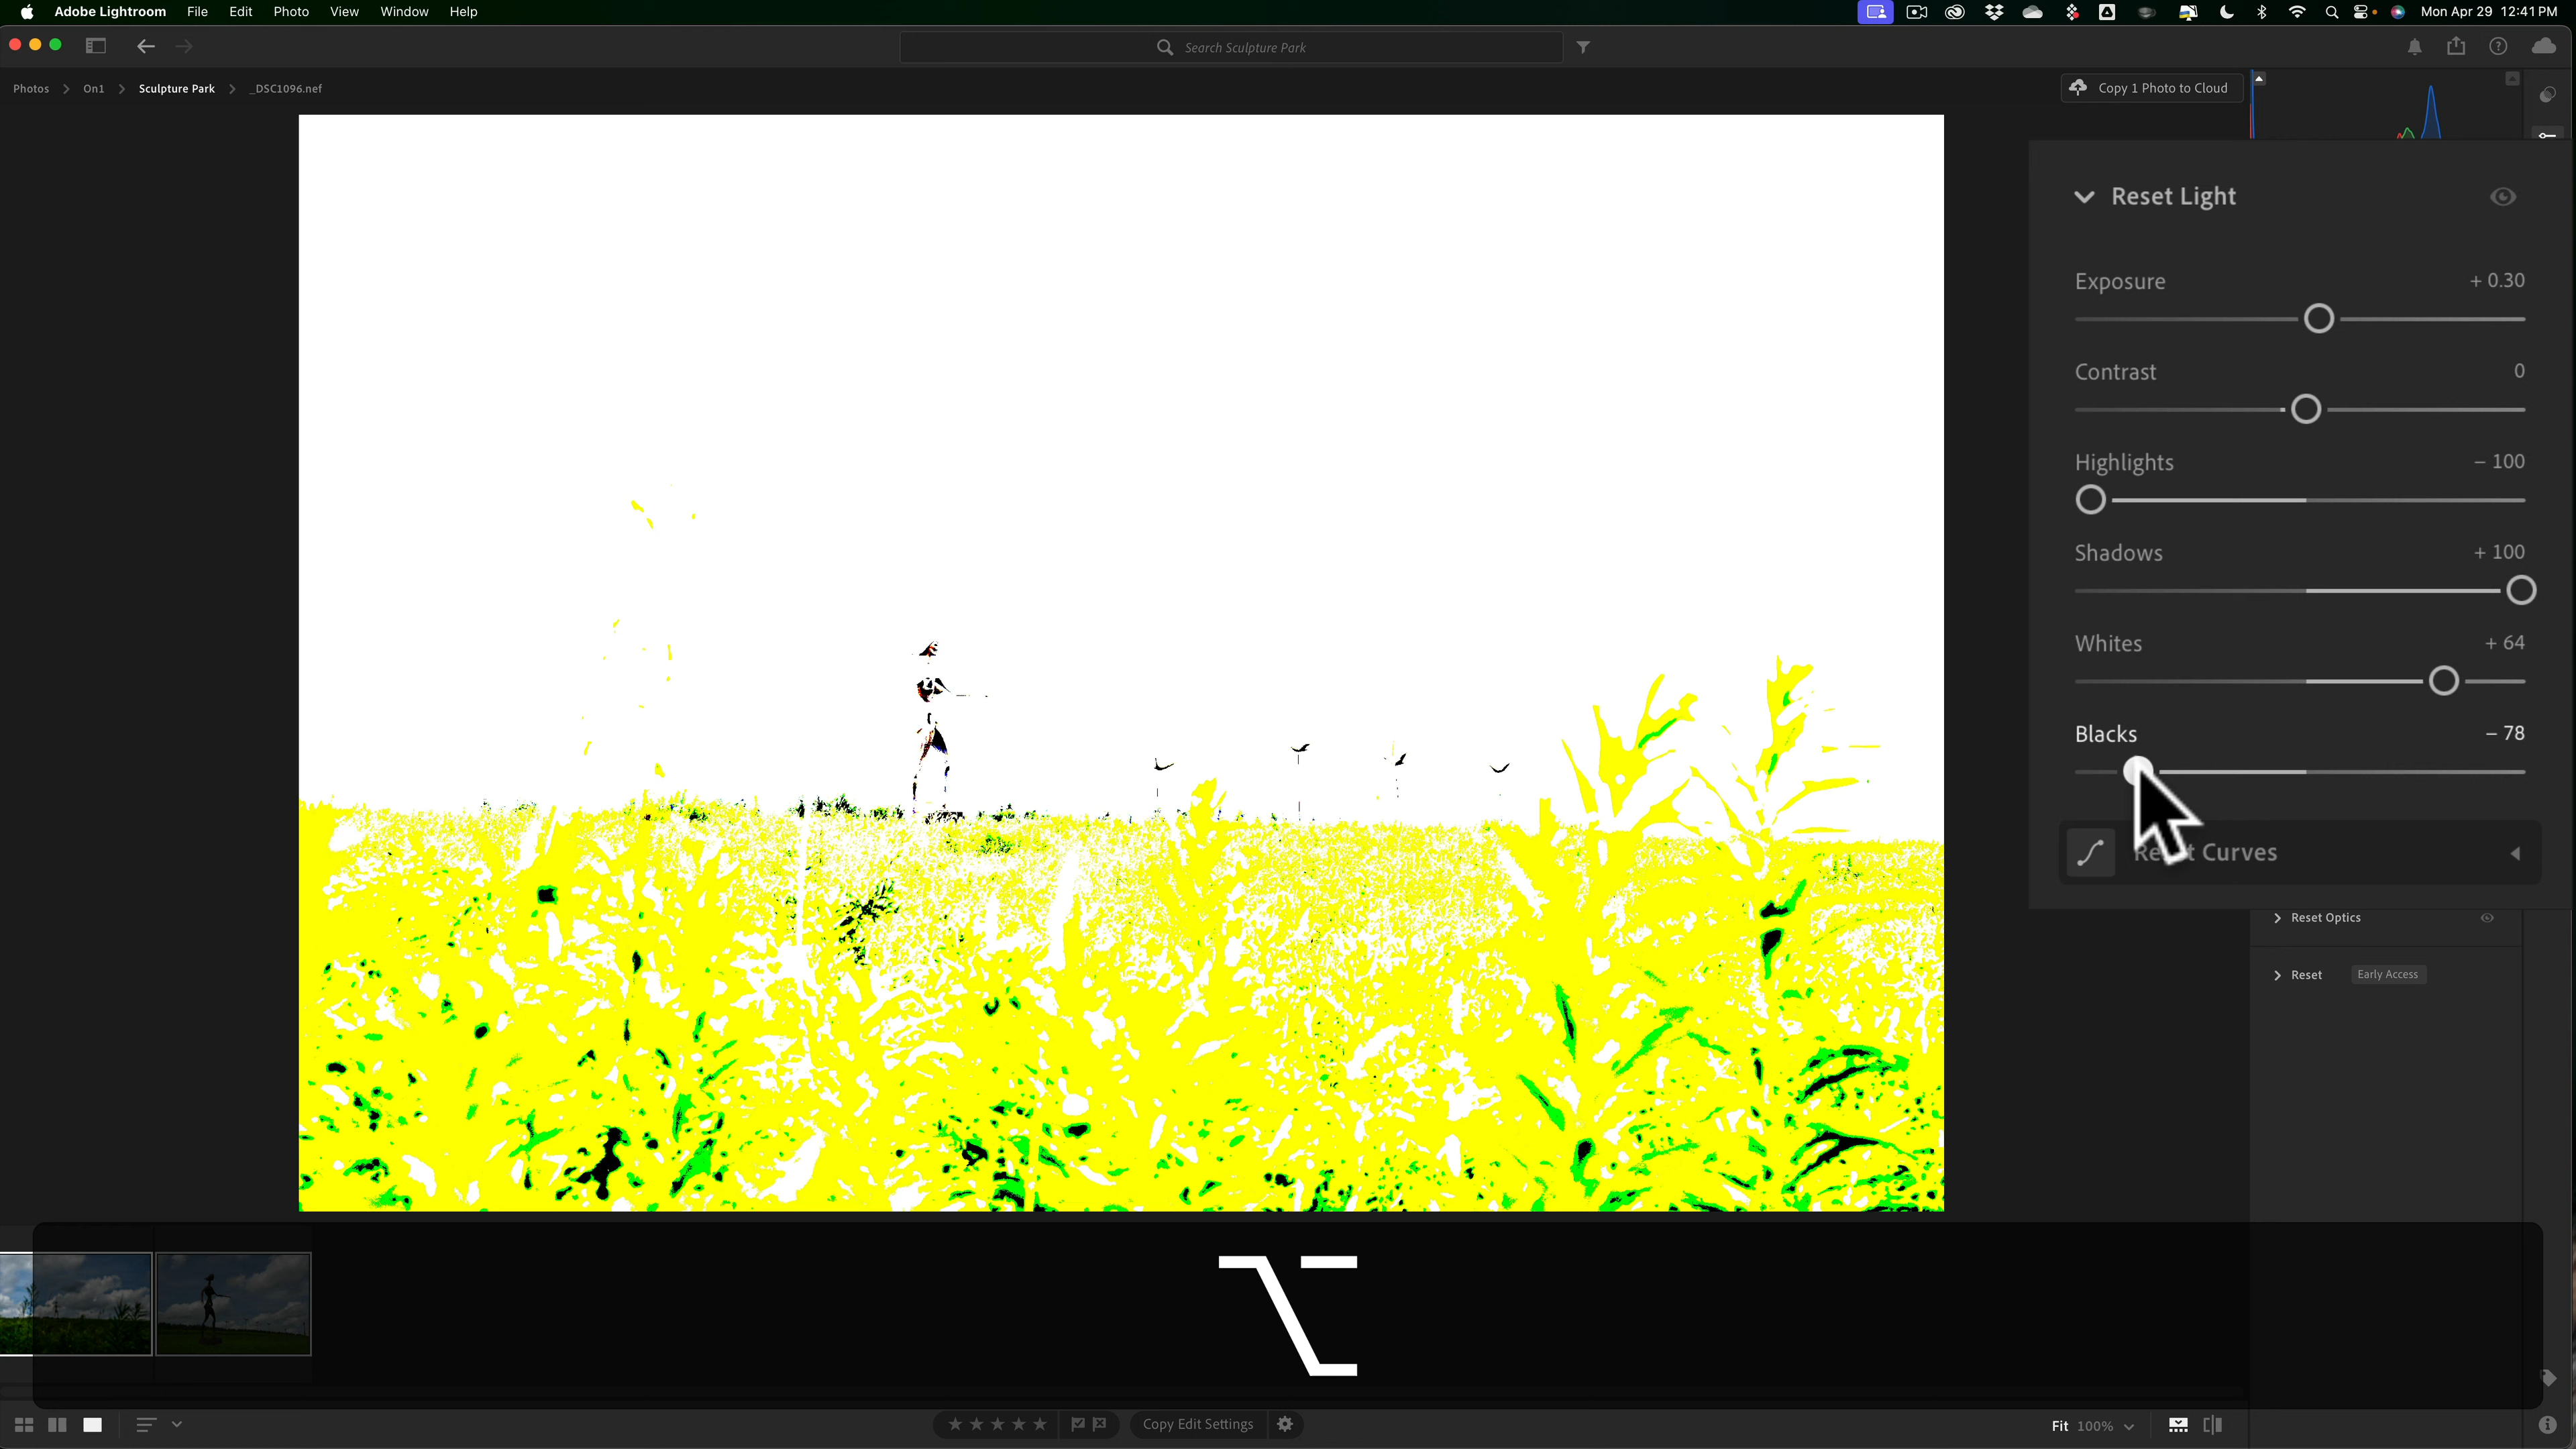 Adobe Lightroom File Edit Photo View Window Help Mon Apr 29 12:41 PM
Search Sculpture Park
Photos > On1 > Sculpture Park > _DSC1096.nef
Copy 1 Photo to Cloud
Reset Light
Exposure + 0.30
Contrast 0
Highlights – 100
Shadows + 100
Whites + 64
Blacks – 78
Curves
Reset Optics
Reset Early Access
Copy Edit Settings
Fit 100%